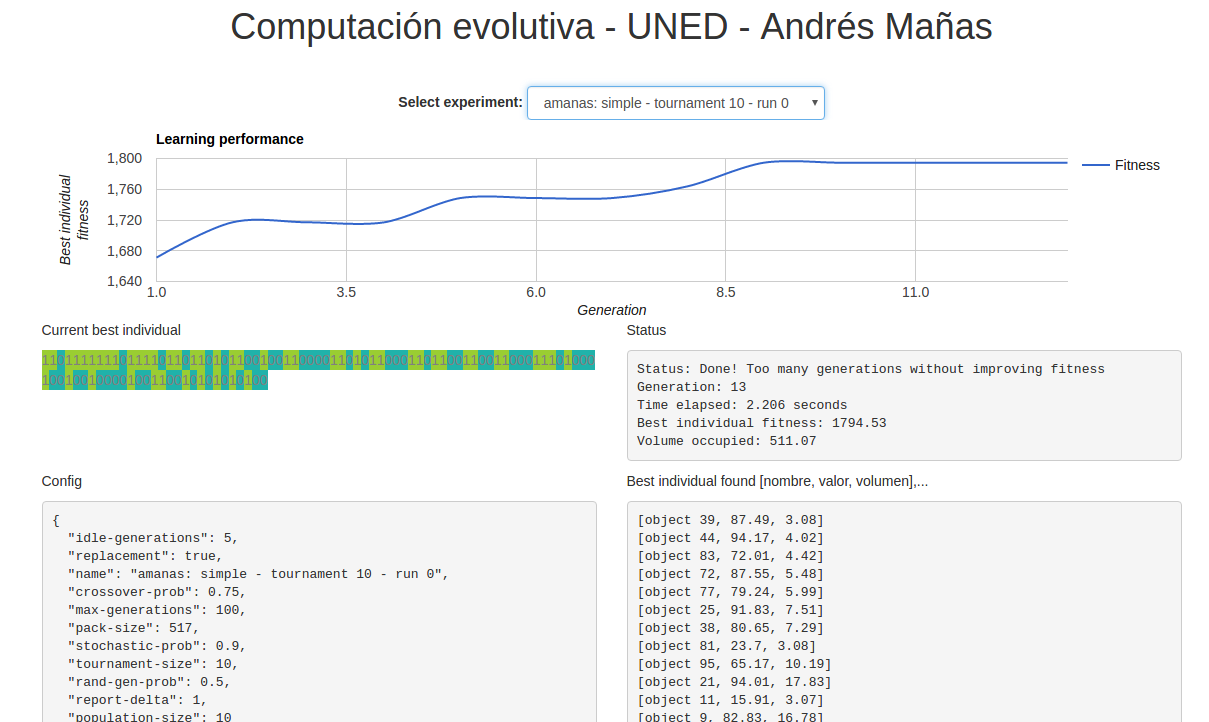 Computación evolutiva - UNED - Andrés Mañas
Select experiment: amanas: simple - tournament 10 - run 0
Learning performance
1,800
1,760
1,720
1,680
1,640
Best individual
fitness
1.0 3.5 6.0 8.5 11.0
Generation
Fitness
Current best individual
Status
Status: Done! Too many generations without improving fitness
Generation: 13
Time elapsed: 2.206 seconds
Best individual fitness: 1794.53
Volume occupied: 511.07
Config
{
"idle-generations": 5,
"replacement": true,
"name": "amanas: simple - tournament 10 - run 0",
"crossover-prob": 0.75,
"max-generations": 100,
"pack-size": 517,
"stochastic-prob": 0.9,
"tournament-size": 10,
"rand-gen-prob": 0.5,
"report-delta": 1,
"population-size": 10
Best individual found [nombre, valor, volumen],...
[object 39, 87.49, 3.08]
[object 44, 94.17, 4.02]
[object 83, 72.01, 4.42]
[object 72, 87.55, 5.48]
[object 77, 79.24, 5.99]
[object 25, 91.83, 7.51]
[object 38, 80.65, 7.29]
[object 81, 23.7, 3.08]
[object 95, 65.17, 10.19]
[object 21, 94.01, 17.83]
[object 11, 15.91, 3.07]
[object 9, 82.83, 16.78]